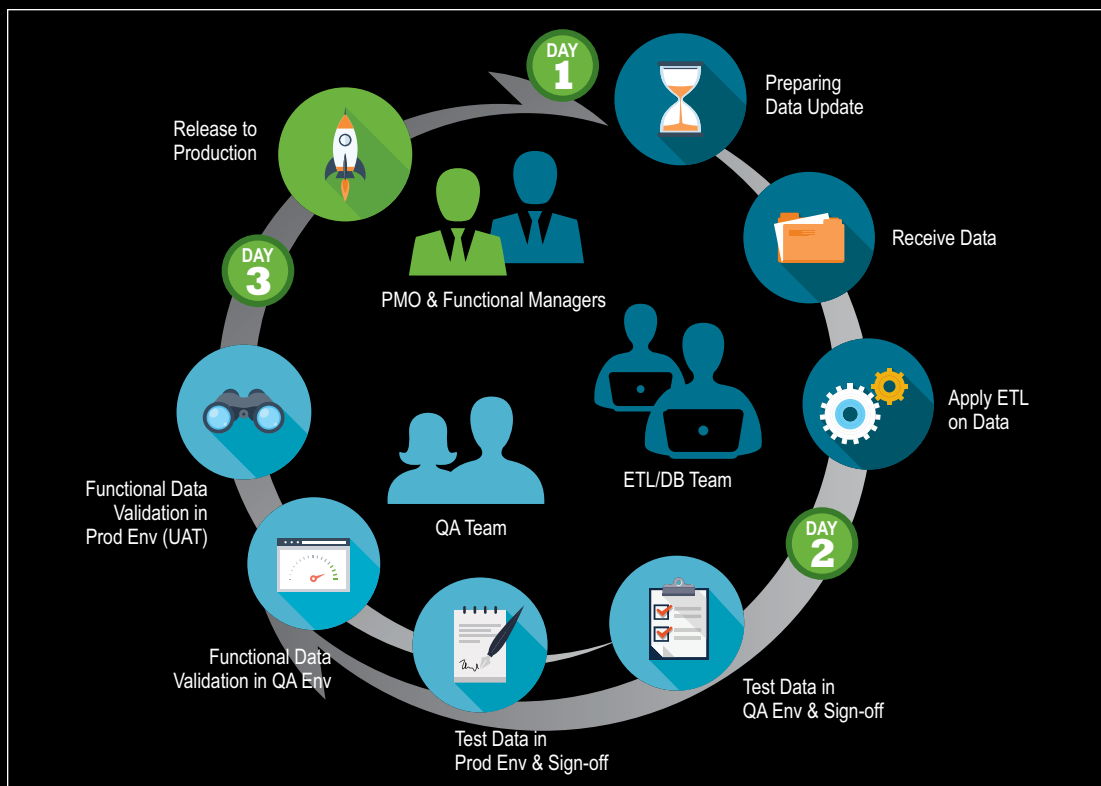 DAY
1
Preparing
Data Update
Release to
Production
Receive Data
DAY
3
PMO & Functional Managers
Apply ETL
on Data
ETL/DB Team
Functional Data
Validation in
Prod Env (UAT)
QA Team
DAY
2
Functional Data
Validation in QA Env
Test Data in
QA Env & Sign-off
Test Data in
Prod Env & Sign-off